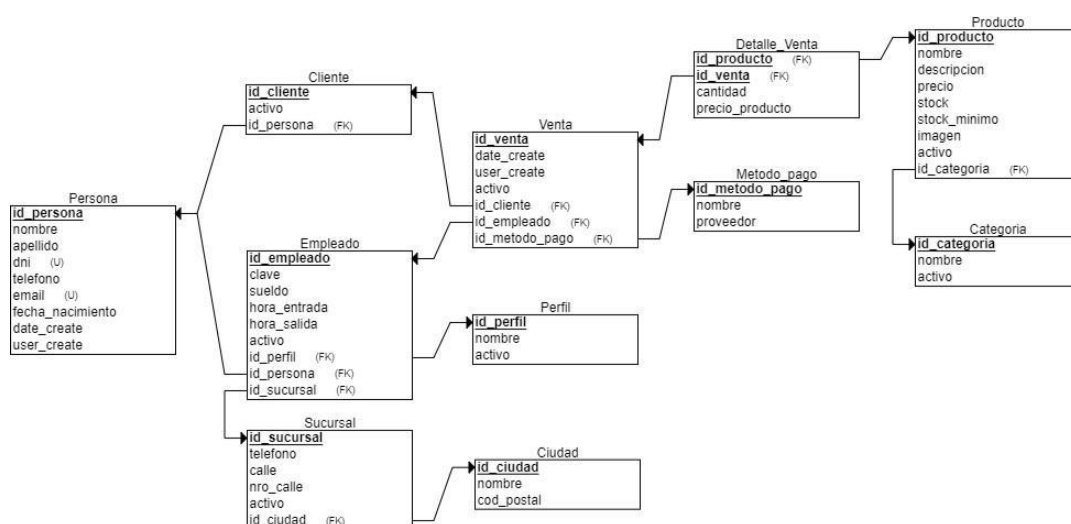 Persona
id_persona
nombre
apellido
dni (U)
telefono
email (U)
fecha_nacimiento
date_create
user_create
Cliente
id_cliente
activo
id_persona (FK)
Empleado
id_empleado
clave
sueldo
hora_entrada
hora_salida
activo
id_perfil (FK)
id_persona (FK)
id_sucursal (FK)
Sucursal
id_sucursal
telefono
calle
nro_calle
activo
id_ciudad (FK)
Venta
id_venta
date_create
user_create
activo
id_cliente (FK)
id_empleado (FK)
id_metodo_pago (FK)
Perfil
id_perfil
nombre
activo
Ciudad
id_ciudad
nombre
cod_postal
Detalle_Venta
id_producto (FK)
id_venta (FK)
cantidad
precio_producto
Metodo_pago
id_metodo_pago
nombre
proveedor
Producto
id_producto
nombre
descripcion
precio
stock
stock_minimo
imagen
activo
id_categoria (FK)
Categoria
id_categoria
nombre
activo